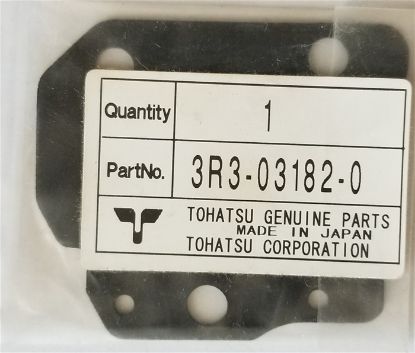 Quantity 1
PartNo. 3R3-03182-0
TOHATSU GENUINE PARTS
MADE IN JAPAN
TOHATSU CORPORATION